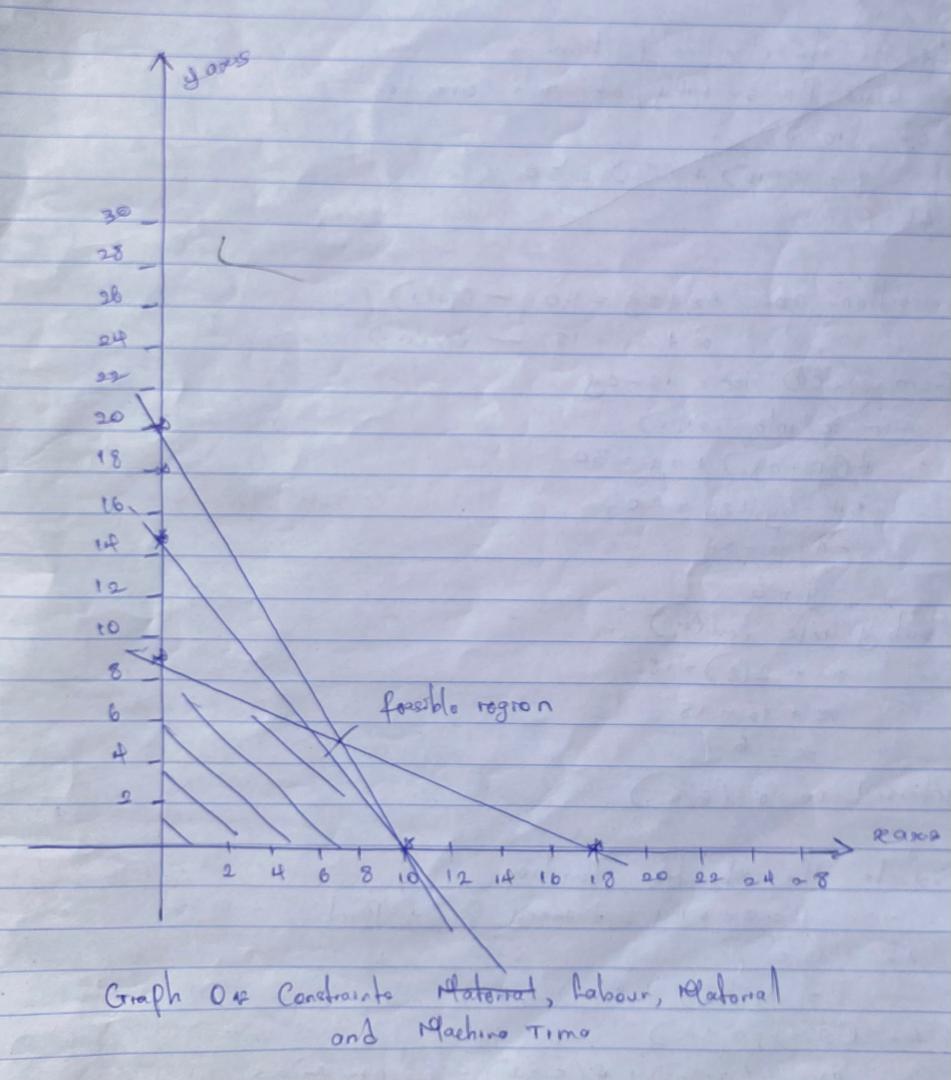 y axis
30
28
26
24
22
20
18
16
14
12
10
8
6
feasible region
4
2
x axis
2 4 6 8 10 12 14 16 18 20 22 24 28
Graph Of Constraints Material, Labour, Material
and Machine Time